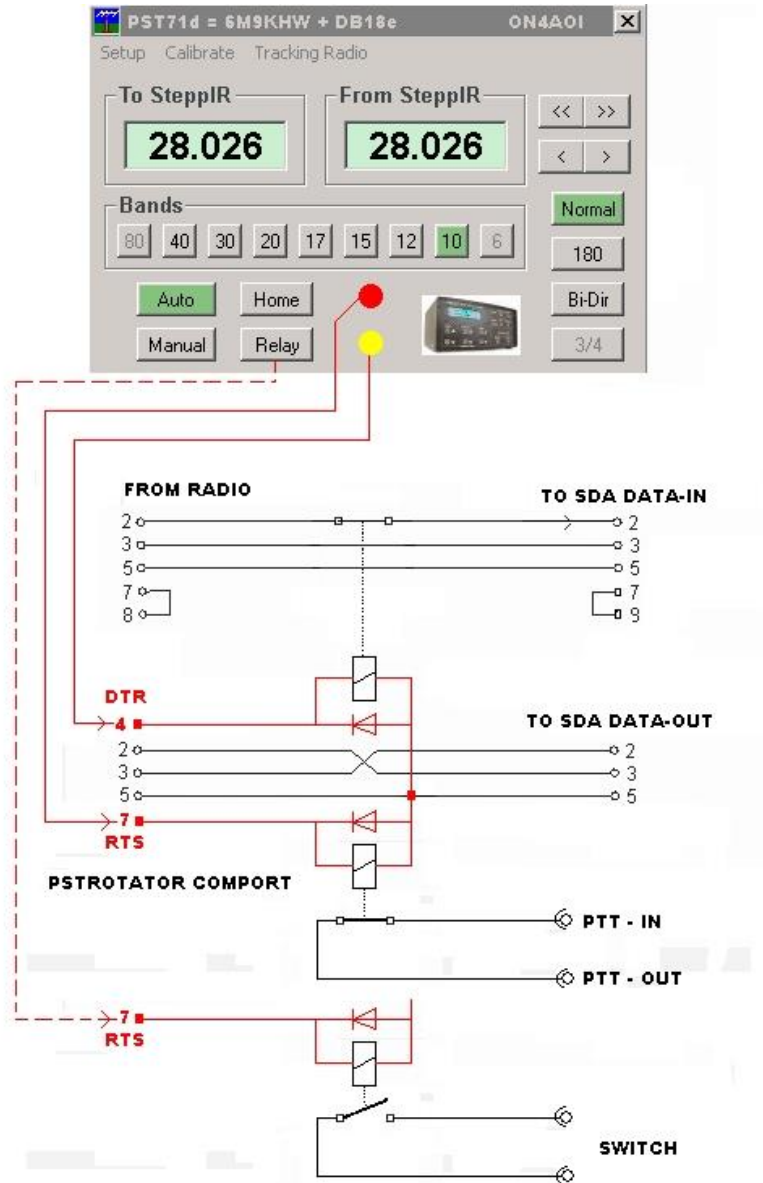 PST71d = 6M9KHW + DB18e ON4AOI
Setup Calibrate Tracking Radio
To SteppIR From SteppIR
28.026 28.026
<< >>
< >
Bands
80 40 30 20 17 15 12 10 6
Normal
180
Auto Home Bi-Dir
Manual Relay 3/4
FROM RADIO TO SDA DATA-IN
2 2
3 3
5 5
7 7
8 9
DTR
4 TO SDA DATA-OUT
2 2
3 3
5 5
7
RTS
PSTROTATOR COMPORT
PTT - IN
PTT - OUT
7
RTS
SWITCH